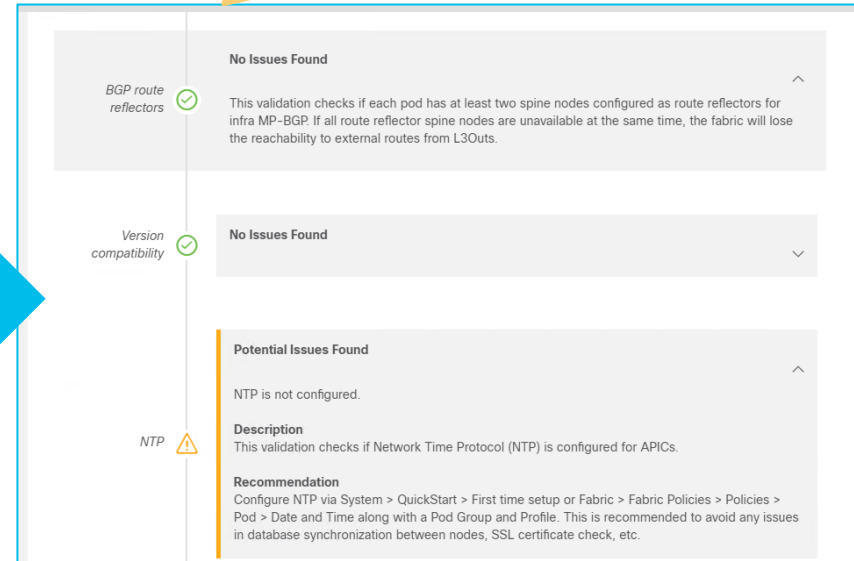 No Issues Found
BGP route
reflectors
This validation checks if each pod has at least two spine nodes configured as route reflectors for
infra MP-BGP. If all route reflector spine nodes are unavailable at the same time, the fabric will lose
the reachability to external routes from L3Outs.
Version
compatibility
No Issues Found
Potential Issues Found
NTP is not configured.
NTP
Description
This validation checks if Network Time Protocol (NTP) is configured for APICs.
Recommendation
Configure NTP via System > QuickStart > First time setup or Fabric > Fabric Policies > Policies >
Pod > Date and Time along with a Pod Group and Profile. This is recommended to avoid any issues
in database synchronization between nodes, SSL certificate check, etc.